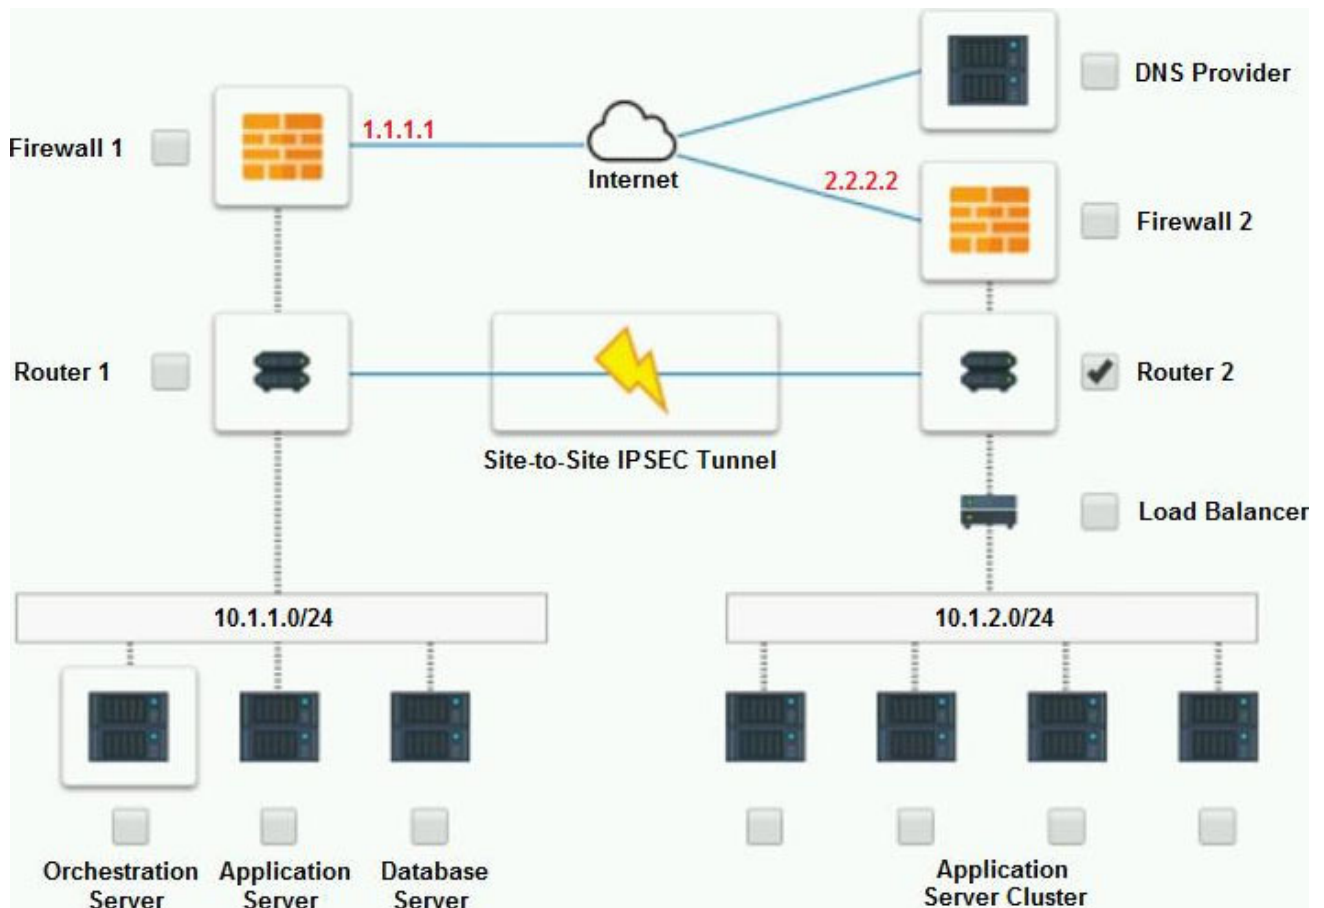 DNS Provider
Firewall 1
1.1.1.1
Internet
2.2.2.2
Firewall 2
Router 1
Router 2
Site-to-Site IPSEC Tunnel
Load Balancer
10.1.1.0/24
10.1.2.0/24
Orchestration
Server
Application
Server
Database
Server
Application
Server Cluster